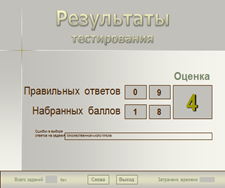 Результаты
тестирования
Оценка
Правильных ответов 0 9
4
Набранных баллов 1 8
Ошибки в выборе
ответов на задания
Всего заданий
Снова
Выход
Затрачено времени